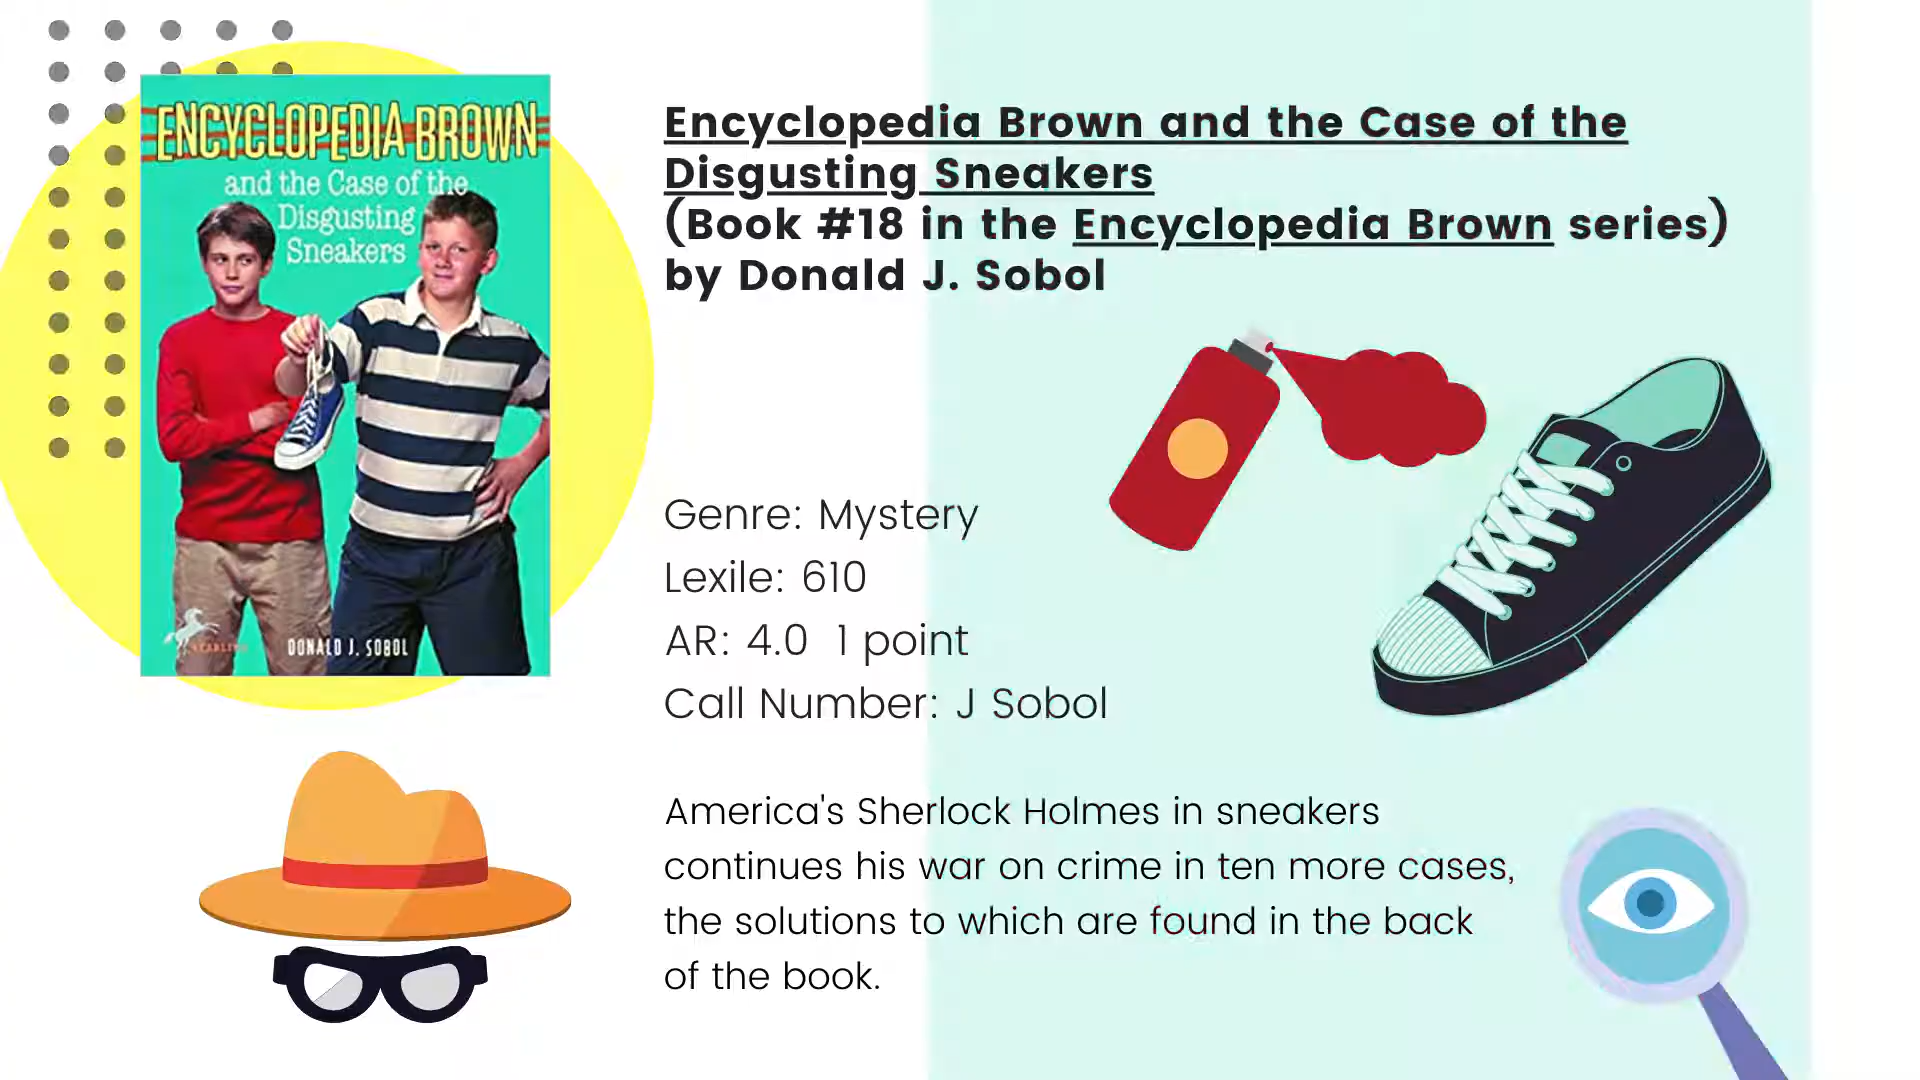 ENCYCLOPEDIA BROWN
and the Case of the
Disgusting
Sneakers
YEARLING
DONALD J. SOBOL
Encyclopedia Brown and the Case of the
Disgusting Sneakers
(Book #18 in the Encyclopedia Brown series)
by Donald J. Sobol
Genre: Mystery
Lexile: 610
AR: 4.0 1 point
Call Number: J Sobol
America's Sherlock Holmes in sneakers
continues his war on crime in ten more cases,
the solutions to which are found in the back
of the book.